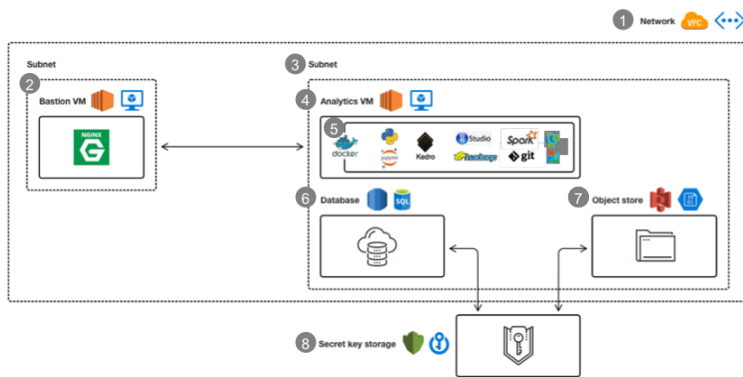 1 Network VPC
Subnet
3 Subnet
2
Bastion VM
4 Analytics VM
NGINX
G
5
docker
jupyter
Kedro
R Studio
hadoop
Spark
git
6 Database SQL
7 Object store
8 Secret key storage